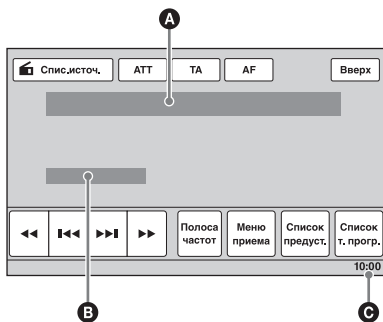 A
Спис.источ. ATT TA AF Вверх
Полоса частот
Меню приема
Список предуст.
Список т. прогр.
10:00
B C